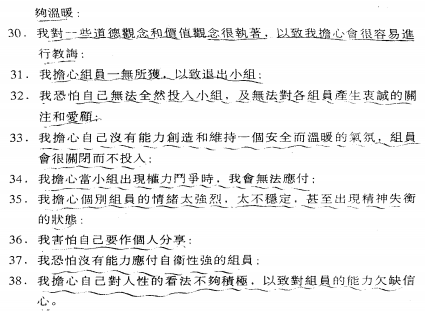 夠溫暖;
30. 我對一些道德觀念和價值觀念很執著,以致我擔心會很容易進
行教誨;
31. 我擔心組員一無所獲,以致退出小組;
32. 我恐怕自己無法全然投入小組,及無法對各組員產生衷誠的關
注和愛顧;
33. 我擔心自己沒有能力創造和維持一個安全而溫暖的氣氛,組員
會很關閉而不投入;
34. 我擔心當小組出現權力鬥爭時,我會無法應付;
35. 我擔心個別組員的情緒太強烈,太不穩定,甚至出現精神失衡
的狀態;
36. 我害怕自己要作個人分享;
37. 我恐怕沒有能力應付自衛性強的組員;
38. 我擔心自己對人性的看法不夠積極,以致對組員的能力欠缺信
心。